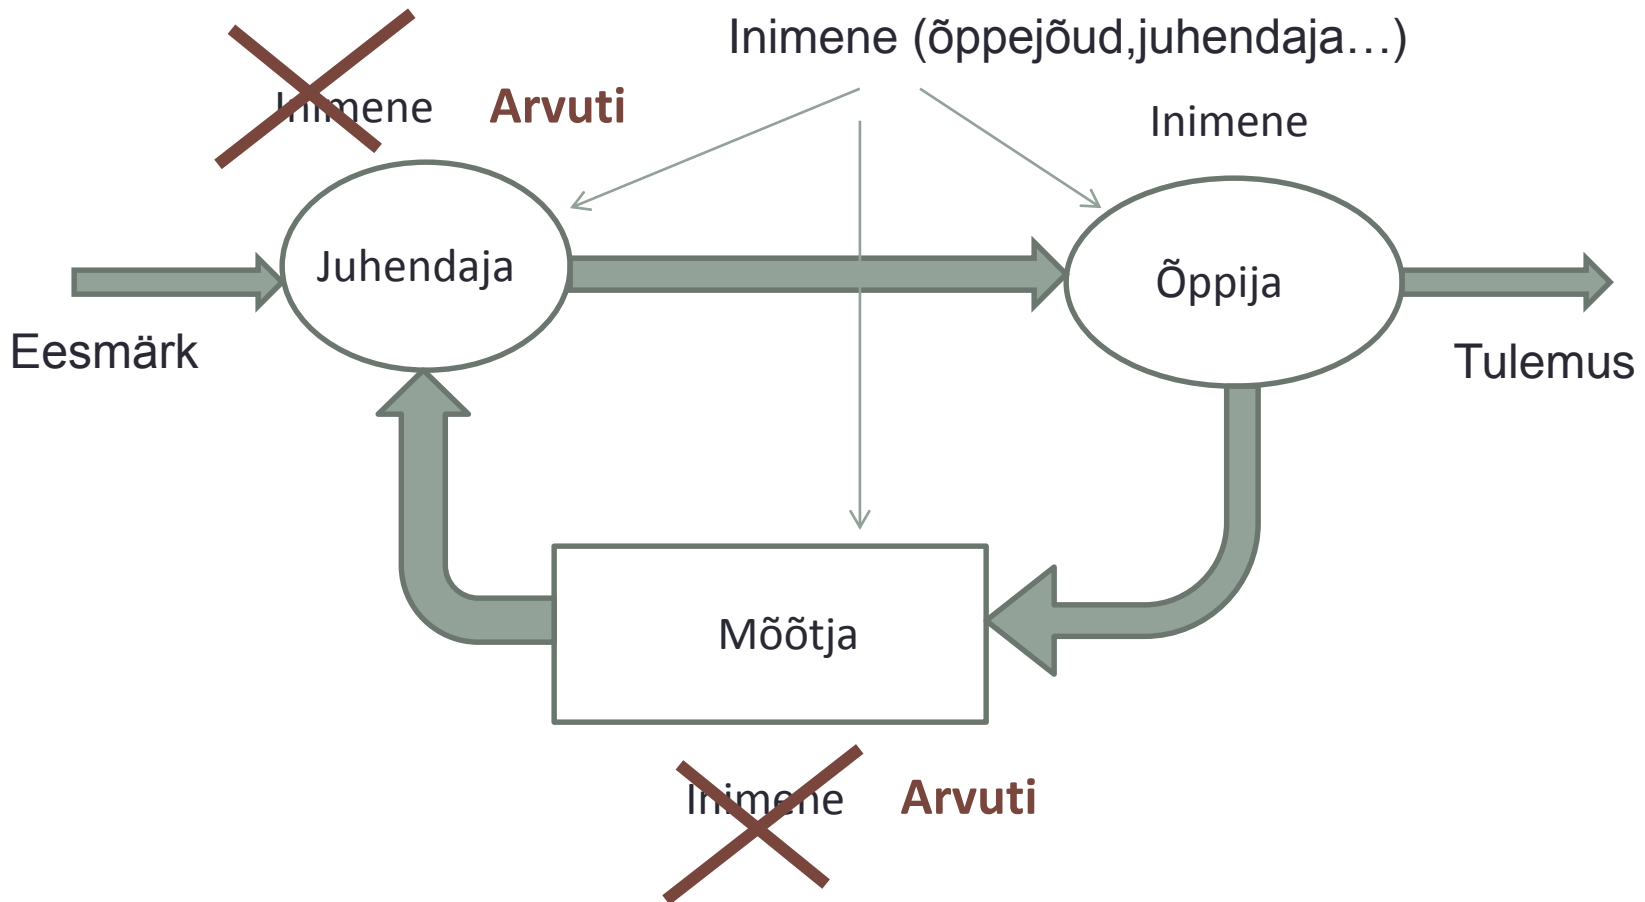 Inimene (õppejõud,juhendaja…)
Inimene Arvuti
Inimene
Juhendaja
Õppija
Eesmärk
Tulemus
Mõõtja
Inimene Arvuti